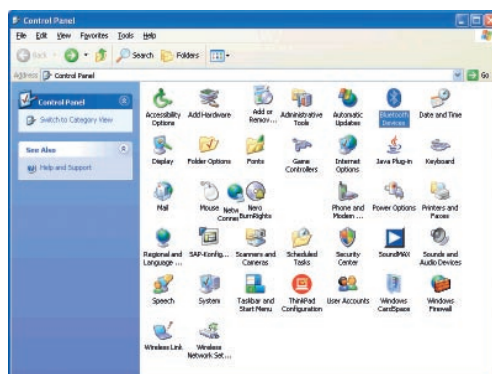 Control Panel
File Edit View Favorites Tools Help
Back Search Folders
Address Control Panel Go
Control Panel
Switch to Category View
See Also
Help and Support
Accessibility Options
Add Hardware
Add or Remov...
Administrative Tools
Automatic Updates
Bluetooth Devices
Date and Time
Display
Folder Options
Fonts
Game Controllers
Internet Options
Java Plug-in
Keyboard
Mail
Mouse
Netw
Connec
Nero BurnRights
Phone and Modem ...
Power Options
Printers and Faxes
Regional and Language ...
SAP-Konfig...
Scanners and Cameras
Scheduled Tasks
Security Center
SoundMAX
Sounds and Audio Devices
Speech
System
Taskbar and Start Menu
ThinkPad Configuration
User Accounts
Windows CardSpace
Windows Firewall
Wireless Link
Wireless Network Set...